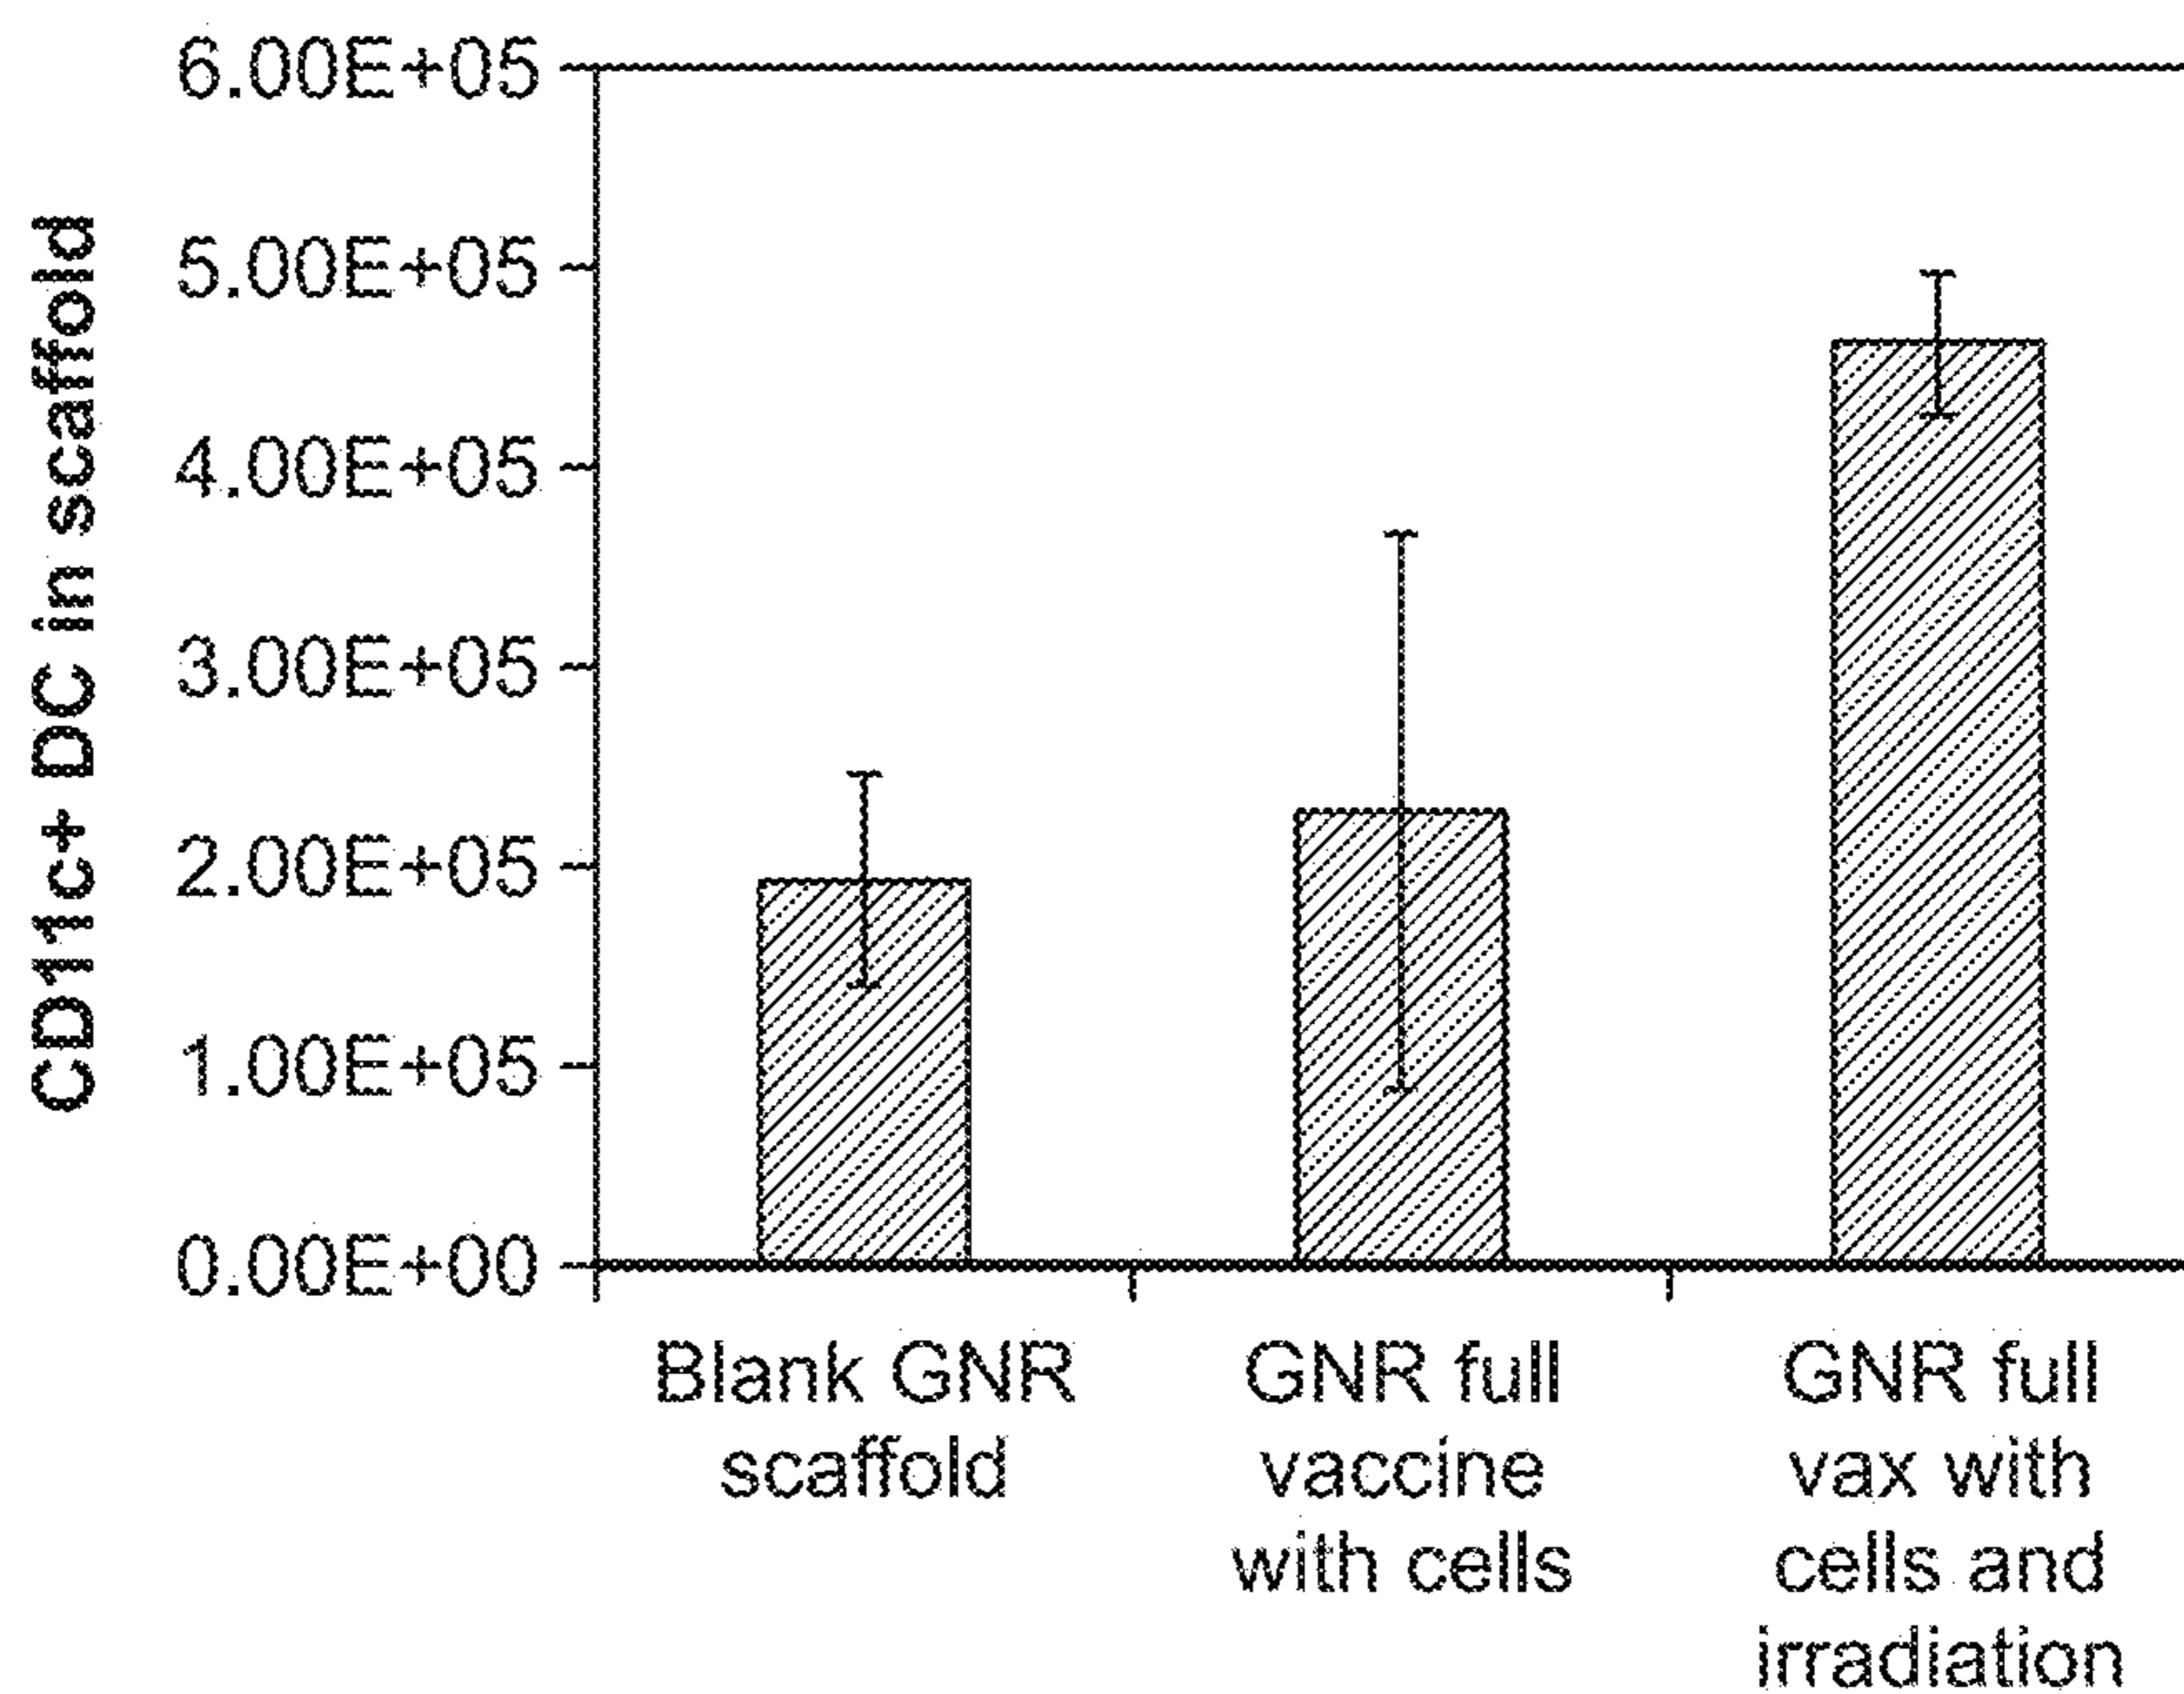 CD11c+ DC in scaffold
6.00E+05
5.00E+05
4.00E+05
3.00E+05
2.00E+05
1.00E+05
0.00E+00
Blank GNR
scaffold
GNR full
vaccine
with cells
GNR full
vax with
cells and
irradiation